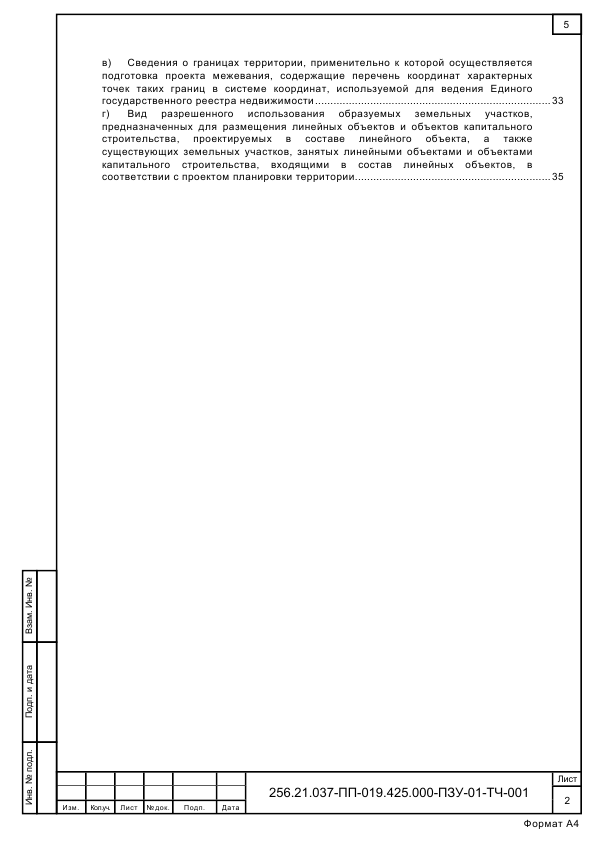 5
в) Сведения о границах территории, применительно к которой осуществляется
подготовка проекта межевания, содержащие перечень координат характерных
точек таких границ в системе координат, используемой для ведения Единого
государственного реестра недвижимости...............................................................33
г) Вид разрешенного использования образуемых земельных участков,
предназначенных для размещения линейных объектов и объектов капитального
строительства, проектируемых в составе линейного объекта, а также
существующих земельных участков, занятых линейными объектами и объектами
капитального строительства, входящими в состав линейных объектов, в
соответствии с проектом планировки территории....................................................35
Взам. Инв. №
Подп. и дата
Инв. № подл.
Изм. Кол.уч. Лист №док. Подп. Дата
256.21.037-ПП-019.425.000-ПЗУ-01-ТЧ-001
Лист
2
Формат А4